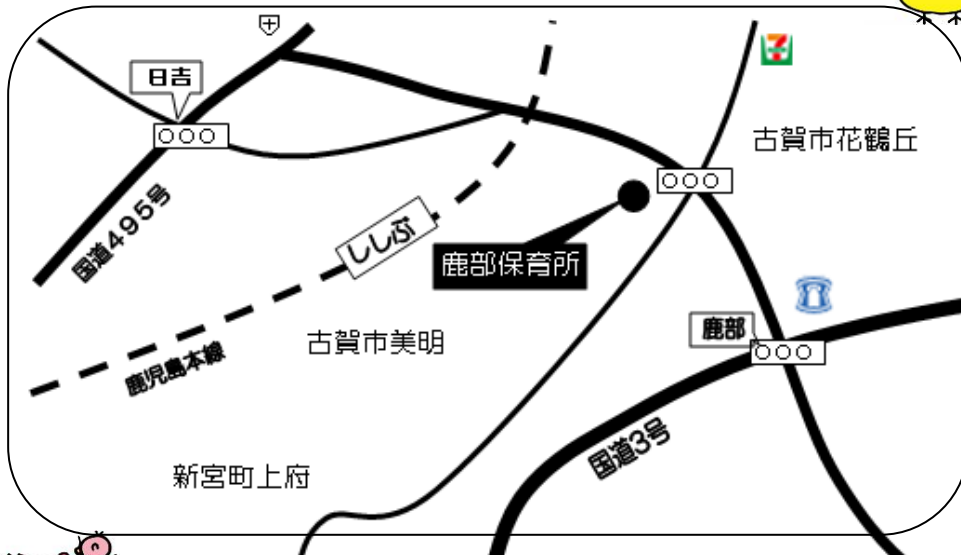 日吉
古賀市花鶴丘
国道495号
ししぶ
鹿部保育所
鹿部
古賀市美明
鹿児島本線
国道3号
新宮町上府